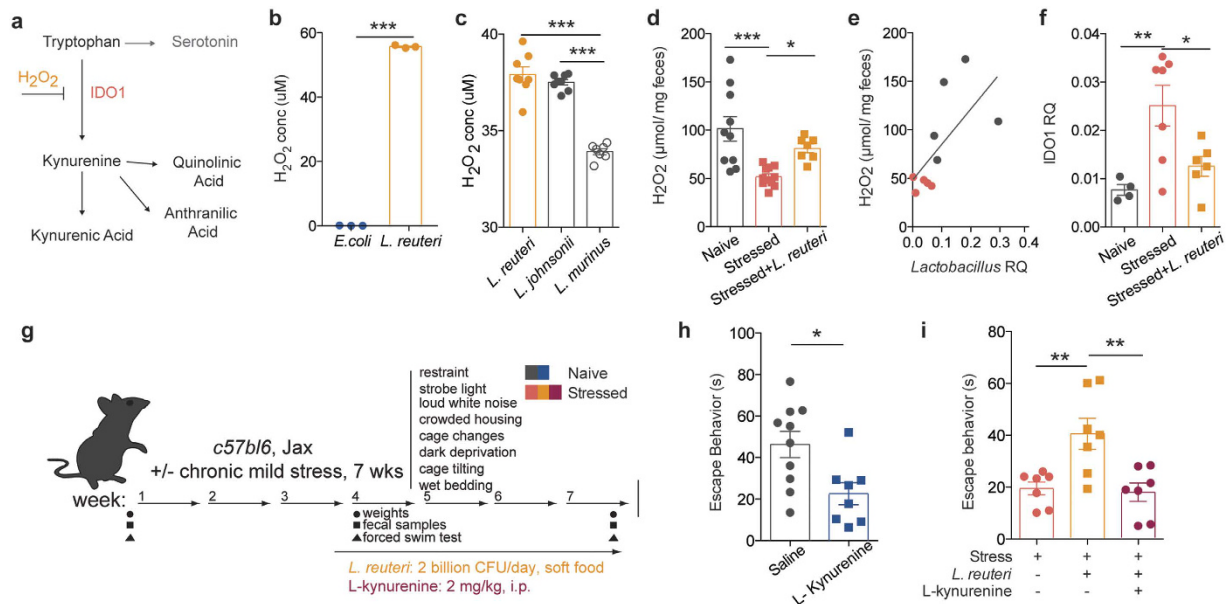 a
Tryptophan
Serotonin
H2O2
IDO1
Kynurenine
Quinolinic
Acid
Anthranilic
Acid
Kynurenic Acid
b
***
H2O2 conc (uM)
60
40
20
0
E.coli
L. reuteri
c
***
***
H2O2 conc (uM)
40
38
35
33
30
L. reuteri
L. johnsonii
L. murinus
d
***
*
H2O2 (μmol/ mg feces)
200
150
100
50
0
Naive
Stressed
Stressed+L. reuteri
e
H2O2 (μmol/ mg feces)
200
150
100
50
0
0.0
0.1
0.2
0.3
0.4
Lactobacillus RQ
f
**
*
IDO1 RQ
0.04
0.03
0.02
0.01
0.00
Naive
Stressed
Stressed+L. reuteri
g
c57bl6, Jax
+/- chronic mild stress, 7 wks
restraint
strobe light
loud white noise
crowded housing
cage changes
dark deprivation
cage tilting
wet bedding
Naive
Stressed
week:
1
2
3
4
5
6
7
weights
fecal samples
forced swim test
L. reuteri: 2 billion CFU/day, soft food
L-kynurenine: 2 mg/kg, i.p.
h
*
Escape Behavior (s)
100
80
60
40
20
0
Saline
L- Kynurenine
i
**
**
Escape behavior (s)
80
60
40
20
0
Stress + + +
L. reuteri - + +
L-kynurenine - - +